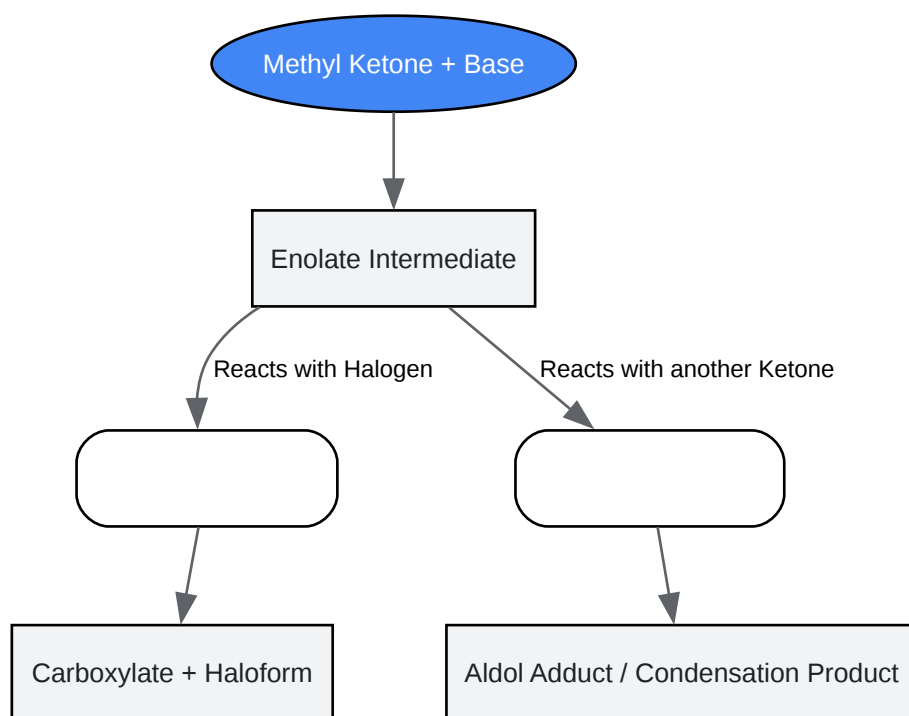 Methyl Ketone + Base
Enolate Intermediate
Reacts with Halogen
Reacts with another Ketone
Carboxylate + Haloform
Aldol Adduct / Condensation Product